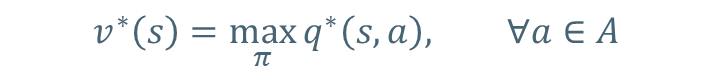 v*(s) = max_π q*(s, a), ∀a ∈ A